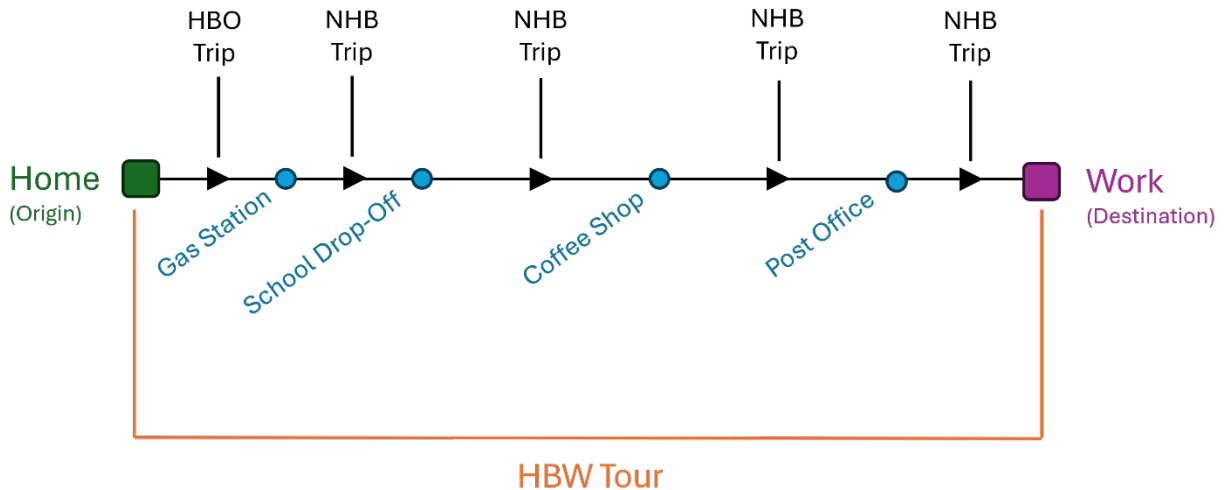 HBO
Trip
NHB
Trip
NHB
Trip
NHB
Trip
NHB
Trip
Home
(Origin)
Work
(Destination)
Gas Station
School Drop-Off
Coffee Shop
Post Office
HBW Tour